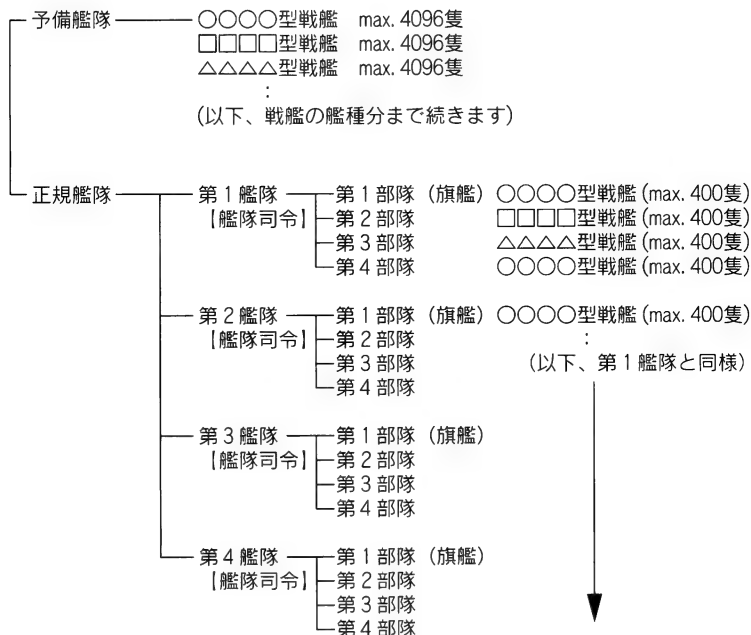 予備艦隊 ○○○○型戦艦 max. 4096隻
□□□□型戦艦 max. 4096隻
△△△△型戦艦 max. 4096隻
:
(以下、戦艦の艦種分まで続きます)
正規艦隊 第1艦隊 第1部隊 (旗艦) ○○○○型戦艦 (max. 400隻)
【艦隊司令】 第2部隊 □□□□型戦艦 (max. 400隻)
第3部隊 △△△△型戦艦 (max. 400隻)
第4部隊 ○○○○型戦艦 (max. 400隻)
第2艦隊 第1部隊 (旗艦) ○○○○型戦艦 (max. 400隻)
【艦隊司令】 第2部隊 :
第3部隊 (以下、第1艦隊と同様)
第4部隊
第3艦隊 第1部隊 (旗艦)
【艦隊司令】 第2部隊
第3部隊
第4部隊
第4艦隊 第1部隊 (旗艦)
【艦隊司令】 第2部隊
第3部隊
第4部隊